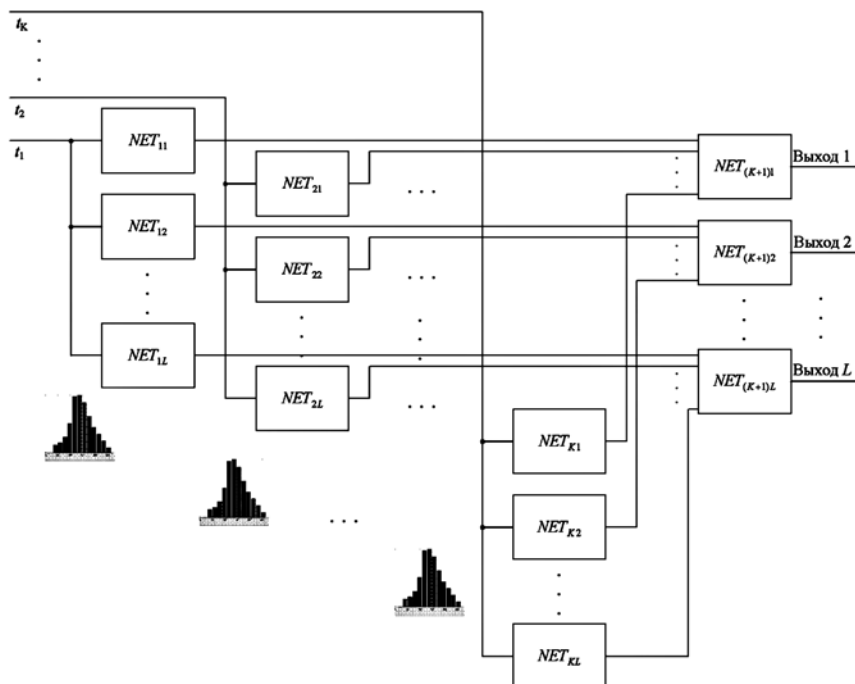 t_K
t_2
t_1
NET_11
NET_21
NET_12
NET_22
NET_1L
NET_2L
NET_K1
NET_K2
NET_KL
NET_(K+1)1
Выход 1
NET_(K+1)2
Выход 2
NET_(K+1)L
Выход L